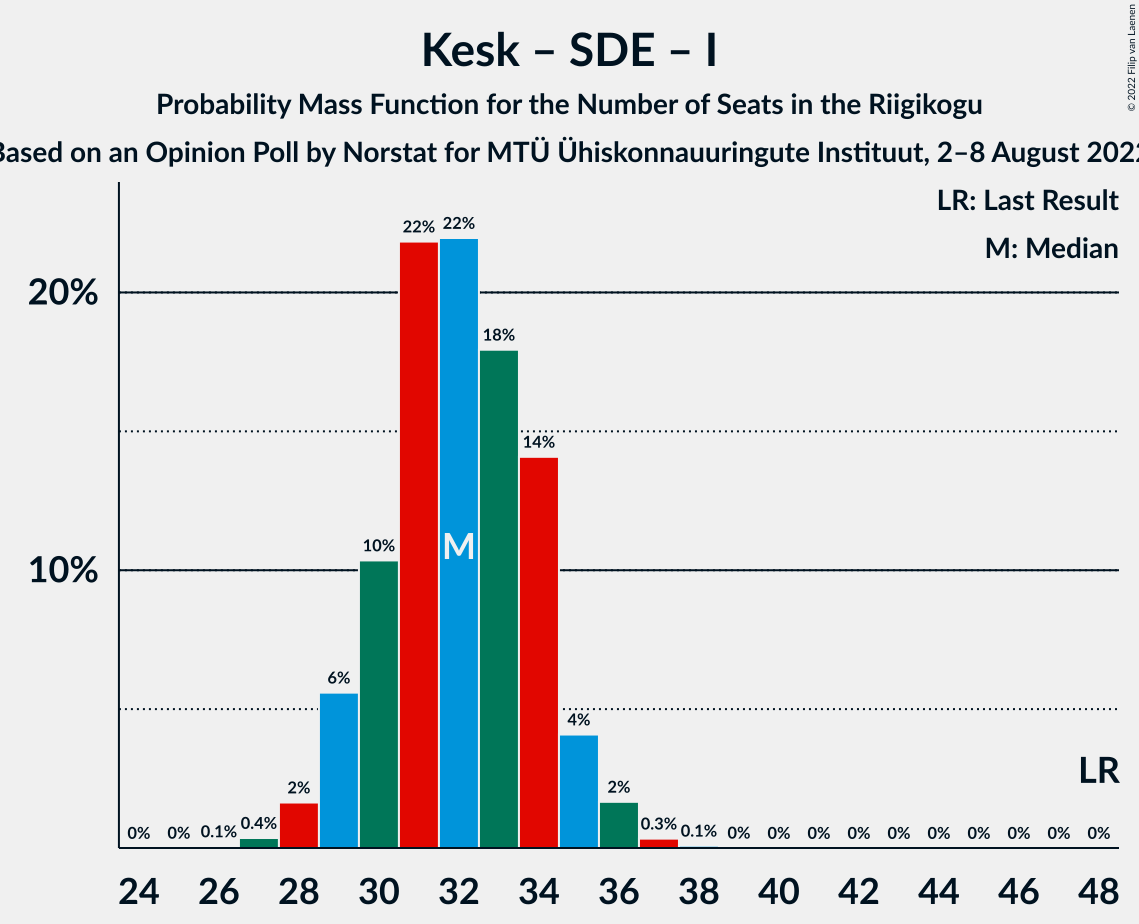 Kesk – SDE – I
Probability Mass Function for the Number of Seats in the Riigikogu
Based on an Opinion Poll by Norstat for MTÜ Ühiskonnauuringute Instituut, 2–8 August 2022
© 2022 Filip van Laenen
LR: Last Result
M: Median
20%
10%
0% 0% 0.1% 0.4% 2% 6% 10% 22% 22% 18% 14% 4% 2% 0.3% 0.1% 0% 0% 0% 0% 0% 0% 0% 0% 0% 0%
M
LR
24 26 28 30 32 34 36 38 40 42 44 46 48